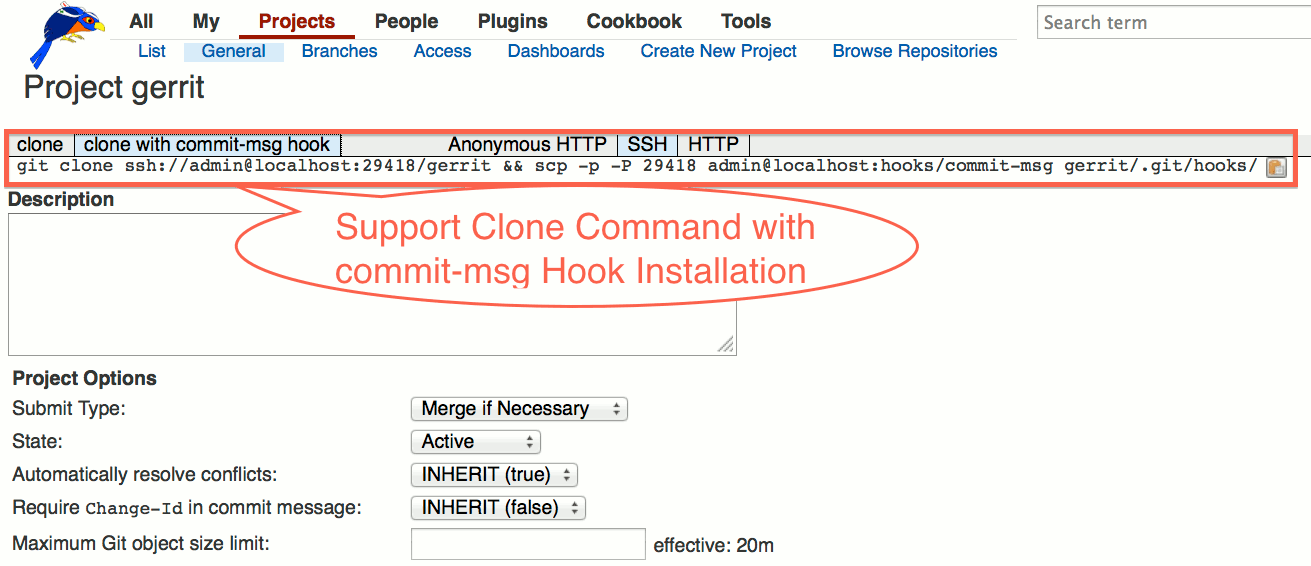 All My Projects People Plugins Cookbook Tools
Search term
List General Branches Access Dashboards Create New Project Browse Repositories
Project gerrit
clone clone with commit-msg hook Anonymous HTTP SSH HTTP
git clone ssh://admin@localhost:29418/gerrit && scp -p -P 29418 admin@localhost:hooks/commit-msg gerrit/.git/hooks/
Description
Support Clone Command with
commit-msg Hook Installation
Project Options
Submit Type: Merge if Necessary
State: Active
Automatically resolve conflicts: INHERIT (true)
Require Change-Id in commit message: INHERIT (false)
Maximum Git object size limit: effective: 20m